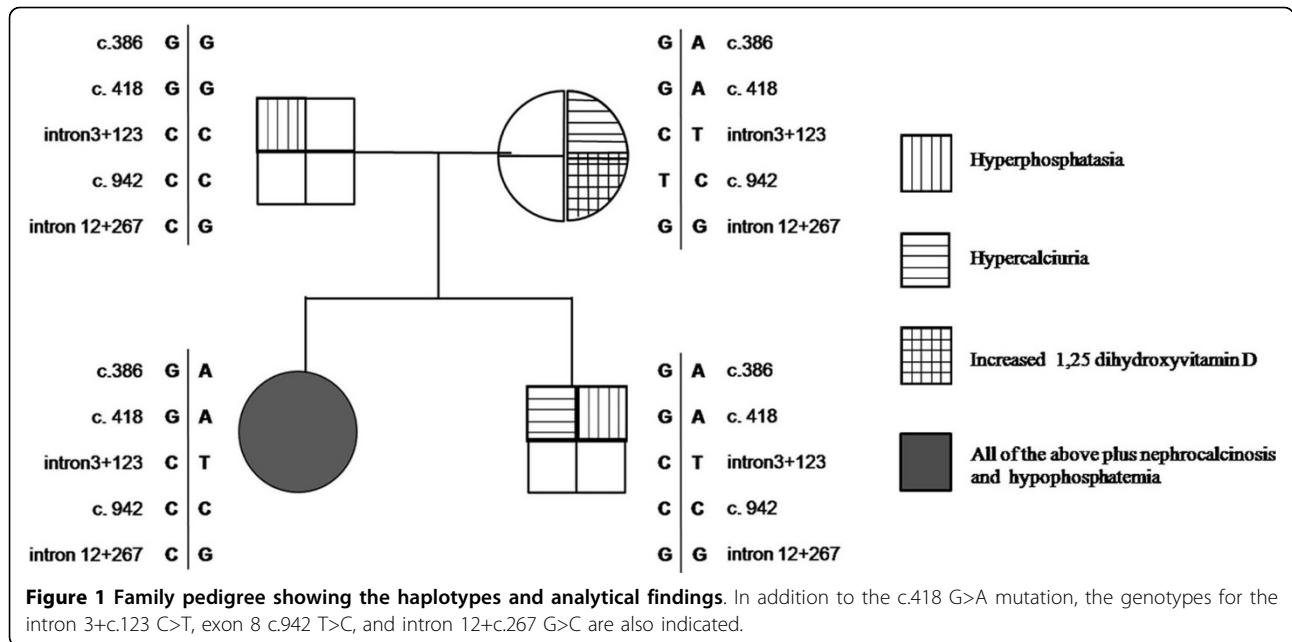 c.386 G G
c. 418 G G
intron3+123 C C
c. 942 C C
intron 12+267 C G
G A c.386
G A c. 418
C T intron3+123
T C c. 942
G G intron 12+267
Hyperphosphatasia
Hypercalciuria
Increased 1,25 dihydroxyvitamin D
All of the above plus nephrocalcinosis
and hypophosphatemia
c.386 G A
c. 418 G A
intron3+123 C T
c. 942 C C
intron 12+267 C G
G A c.386
G A c. 418
C T intron3+123
C C c. 942
G G intron 12+267
Figure 1 Family pedigree showing the haplotypes and analytical findings. In addition to the c.418 G>A mutation, the genotypes for the
intron 3+c.123 C>T, exon 8 c.942 T>C, and intron 12+c.267 G>C are also indicated.